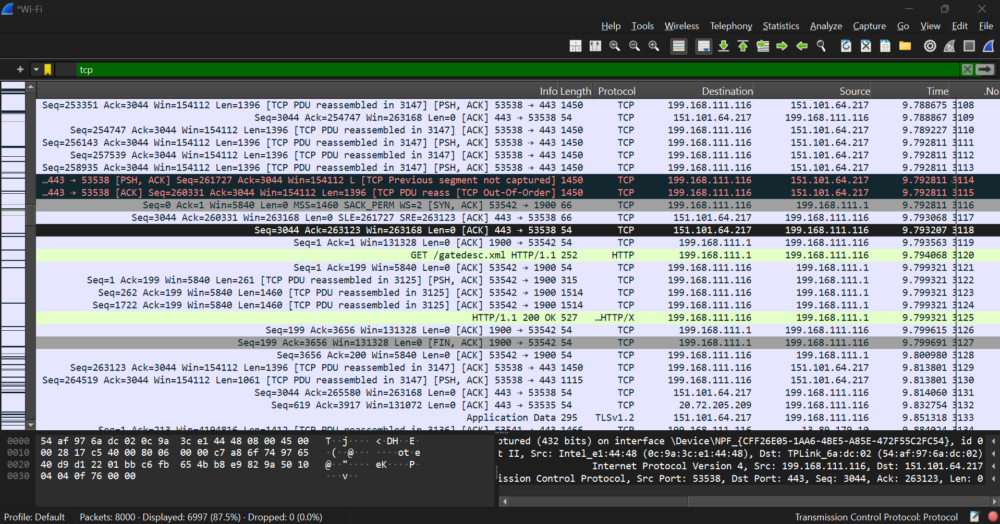 *Wi-Fi
Help Tools Wireless Telephony Statistics Analyze Capture Go View Edit File
tcp
Info Length Protocol Destination Source Time .No
Seq=253351 Ack=3044 Win=154112 Len=1396 [TCP PDU reassembled in 3147] [PSH, ACK] 53538 → 443 1450 TCP 199.168.111.116 151.101.64.217 9.788675 3108
Seq=3044 Ack=254747 Win=263168 Len=0 [ACK] 443 → 53538 54 TCP 151.101.64.217 199.168.111.116 9.788867 3109
Seq=254747 Ack=3044 Win=154112 Len=1396 [TCP PDU reassembled in 3147] [ACK] 53538 → 443 1450 TCP 199.168.111.116 151.101.64.217 9.789227 3110
Seq=256143 Ack=3044 Win=154112 Len=1396 [TCP PDU reassembled in 3147] [PSH, ACK] 53538 → 443 1450 TCP 199.168.111.116 151.101.64.217 9.792811 3111
Seq=257539 Ack=3044 Win=154112 Len=1396 [TCP PDU reassembled in 3147] [ACK] 53538 → 443 1450 TCP 199.168.111.116 151.101.64.217 9.792811 3112
Seq=258935 Ack=3044 Win=154112 Len=1396 [TCP PDU reassembled in 3147] [PSH, ACK] 53538 → 443 1450 TCP 199.168.111.116 151.101.64.217 9.792811 3113
…443 → 53538 [PSH, ACK] Seq=261727 Ack=3044 Win=154112 L [TCP Previous segment not captured] 1450 TCP 199.168.111.116 151.101.64.217 9.792811 3114
…443 → 53538 [ACK] Seq=260331 Ack=3044 Win=154112 Len=1396 [TCP PDU reass [TCP Out-Of-Order] 1450 TCP 199.168.111.116 151.101.64.217 9.792811 3115
Seq=0 Ack=1 Win=5840 Len=0 MSS=1460 SACK_PERM WS=2 [SYN, ACK] 53542 → 1900 66 TCP 199.168.111.116 199.168.111.1 9.792811 3116
Seq=3044 Ack=260331 Win=263168 Len=0 SLE=261727 SRE=263123 [ACK] 443 → 53538 66 TCP 151.101.64.217 199.168.111.116 9.793068 3117
Seq=3044 Ack=263123 Win=263168 Len=0 [ACK] 443 → 53538 54 TCP 151.101.64.217 199.168.111.116 9.793207 3118
Seq=1 Ack=1 Win=131328 Len=0 [ACK] 1900 → 53542 54 TCP 199.168.111.1 199.168.111.116 9.793563 3119
GET /gatedesc.xml HTTP/1.1 252 HTTP 199.168.111.1 199.168.111.116 9.794068 3120
Seq=1 Ack=199 Win=5840 Len=0 [ACK] 53542 → 1900 54 TCP 199.168.111.116 199.168.111.1 9.799321 3121
Seq=1 Ack=199 Win=5840 Len=261 [TCP PDU reassembled in 3125] [PSH, ACK] 53542 → 1900 315 TCP 199.168.111.116 199.168.111.1 9.799321 3122
Seq=262 Ack=199 Win=5840 Len=1460 [TCP PDU reassembled in 3125] [ACK] 53542 → 1900 1514 TCP 199.168.111.116 199.168.111.1 9.799321 3123
Seq=1722 Ack=199 Win=5840 Len=1460 [TCP PDU reassembled in 3125] [ACK] 53542 → 1900 1514 TCP 199.168.111.116 199.168.111.1 9.799321 3124
HTTP/1.1 200 OK 527 …HTTP/X 199.168.111.116 199.168.111.1 9.799321 3125
Seq=199 Ack=3656 Win=131328 Len=0 [ACK] 1900 → 53542 54 TCP 199.168.111.1 199.168.111.116 9.799615 3126
Seq=199 Ack=3656 Win=131328 Len=0 [FIN, ACK] 1900 → 53542 54 TCP 199.168.111.1 199.168.111.116 9.799691 3127
Seq=3656 Ack=200 Win=5840 Len=0 [ACK] 53542 → 1900 54 TCP 199.168.111.116 199.168.111.1 9.800980 3128
Seq=263123 Ack=3044 Win=154112 Len=1396 [TCP PDU reassembled in 3147] [ACK] 53538 → 443 1450 TCP 199.168.111.116 151.101.64.217 9.813801 3129
Seq=264519 Ack=3044 Win=154112 Len=1061 [TCP PDU reassembled in 3147] [PSH, ACK] 53538 → 443 1115 TCP 199.168.111.116 151.101.64.217 9.813801 3130
Seq=3044 Ack=265580 Win=263168 Len=0 [ACK] 443 → 53538 54 TCP 151.101.64.217 199.168.111.116 9.814060 3131
Seq=619 Ack=3917 Win=131072 Len=0 [ACK] 443 → 53535 54 TCP 20.72.205.209 199.168.111.116 9.832754 3132
Application Data 295 TLSv1.2 151.101.64.217 199.168.111.116 9.851318 3133
0000 54 af 97 6a dc 02 0c 9a 3c e1 44 48 08 00 45 00 T··j···· <·DH··E·
0010 00 28 17 c5 40 00 80 06 00 00 c7 a8 6f 74 97 65 ·(··@··· ····ot·e
0020 40 d9 d1 22 01 bb c6 fb 65 4b b8 e9 82 9a 50 10 @··"···· eK····P·
0030 04 04 0f 76 00 00 ···v··
ptured (432 bits) on interface \Device\NPF_{CFF26E05-1AA6-4BE5-A85E-472F55C2FC54}, id 0
t II, Src: Intel_e1:44:48 (0c:9a:3c:e1:44:48), Dst: TPLink_6a:dc:02 (54:af:97:6a:dc:02)
Internet Protocol Version 4, Src: 199.168.111.116, Dst: 151.101.64.217
ission Control Protocol, Src Port: 53538, Dst Port: 443, Seq: 3044, Ack: 263123, Len: 0
Profile: Default Packets: 8000 · Displayed: 6997 (87.5%) · Dropped: 0 (0.0%) Transmission Control Protocol: Protocol